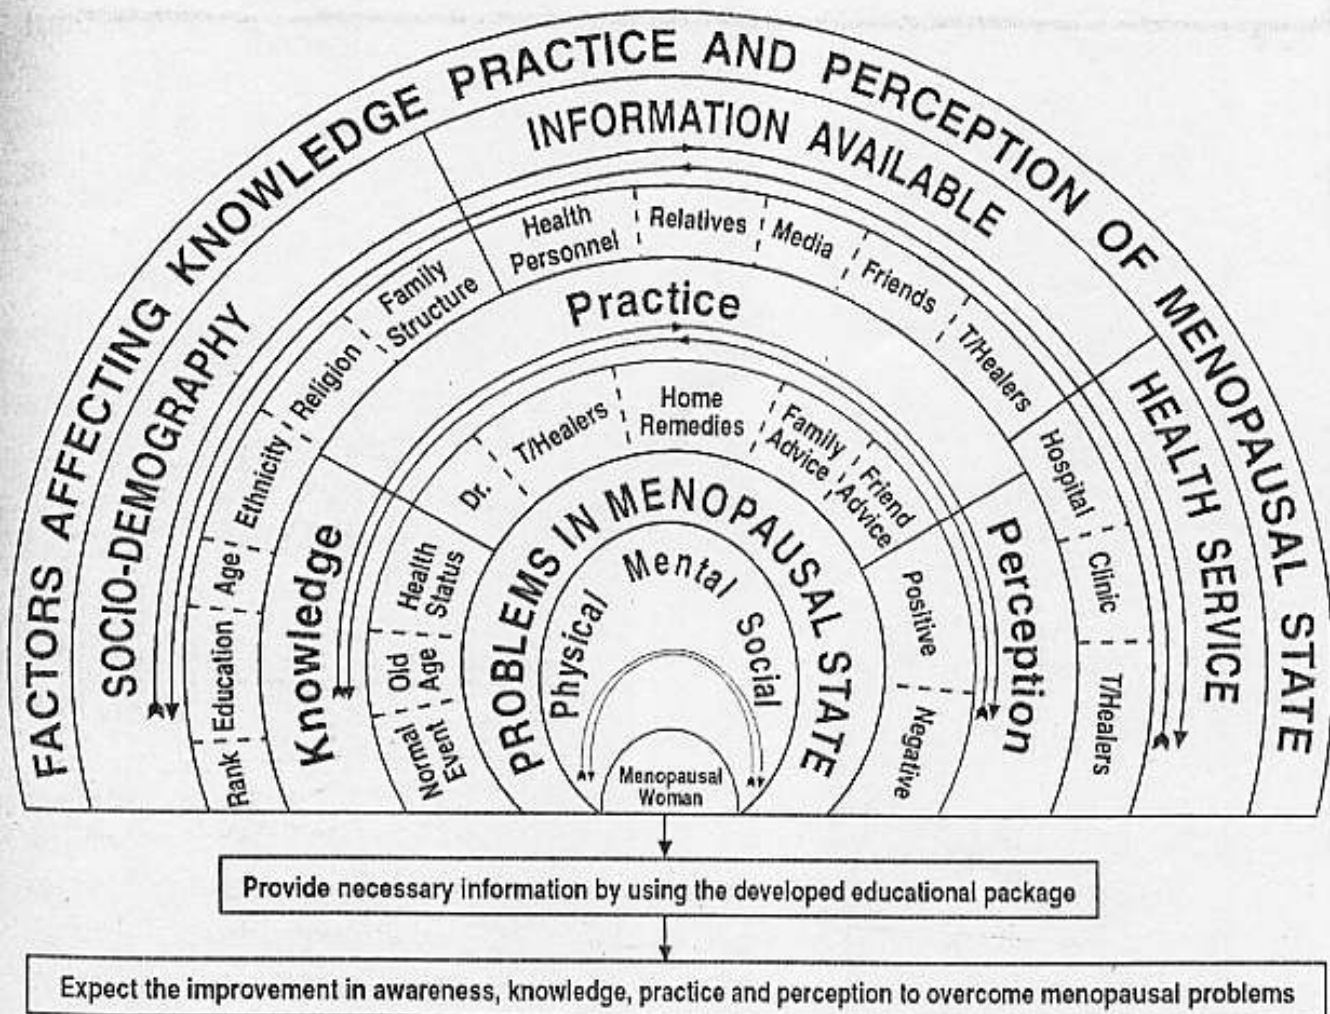 FACTORS AFFECTING KNOWLEDGE PRACTICE AND PERCEPTION OF MENOPAUSAL STATE
SOCIO-DEMOGRAPHY
INFORMATION AVAILABLE
HEALTH SERVICE
Rank
Education
Age
Ethnicity
Religion
Family
Structure
Health
Personnel
Relatives
Media
Friends
T/Healers
Hospital
Clinic
T/Healers
Knowledge
Practice
Perception
Normal
Event
Old
Age
Health
Status
Dr.
T/Healers
Home
Remedies
Family
Advice
Friend
Advice
Positive
Negative
PROBLEMS IN MENOPAUSAL STATE
Physical
Mental
Social
Menopausal
Woman
Provide necessary information by using the developed educational package
Expect the improvement in awareness, knowledge, practice and perception to overcome menopausal problems